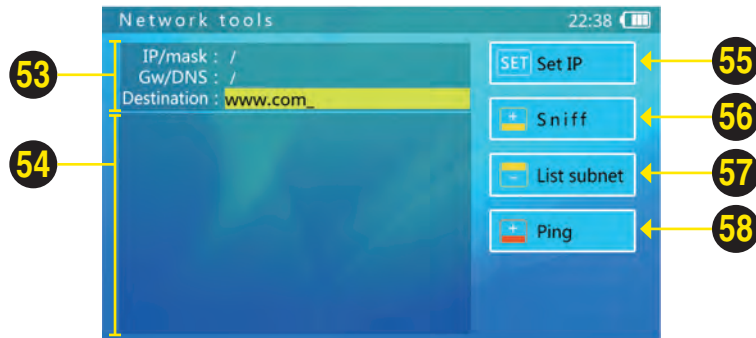 Network tools 22:38
53 IP/mask : / SET Set IP 55
Gw/DNS : /
Destination : www.com_
+ Sniff 56
54 - List subnet 57
+ Ping 58